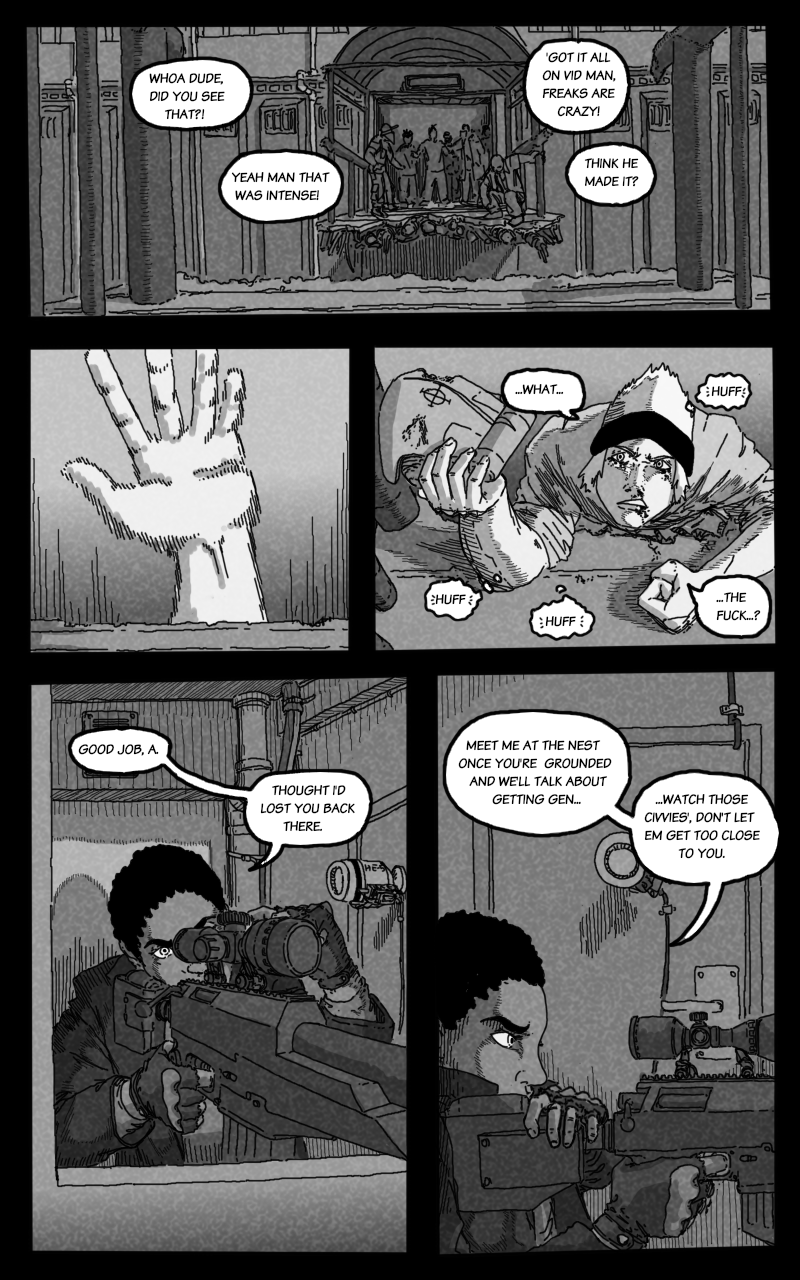 WHOA DUDE,
DID YOU SEE
THAT?!
YEAH MAN THAT
WAS INTENSE!
'GOT IT ALL
ON VID MAN,
FREAKS ARE
CRAZY!
THINK HE
MADE IT?
...WHAT...
HUFF
HUFF
HUFF
...THE
FUCK...?
GOOD JOB, A.
THOUGHT I'D
LOST YOU BACK
THERE.
HE-S
MEET ME AT THE NEST
ONCE YOU'RE GROUNDED
AND WE'LL TALK ABOUT
GETTING GEN...
...WATCH THOSE
CIVVIES', DON'T LET
EM GET TOO CLOSE
TO YOU.